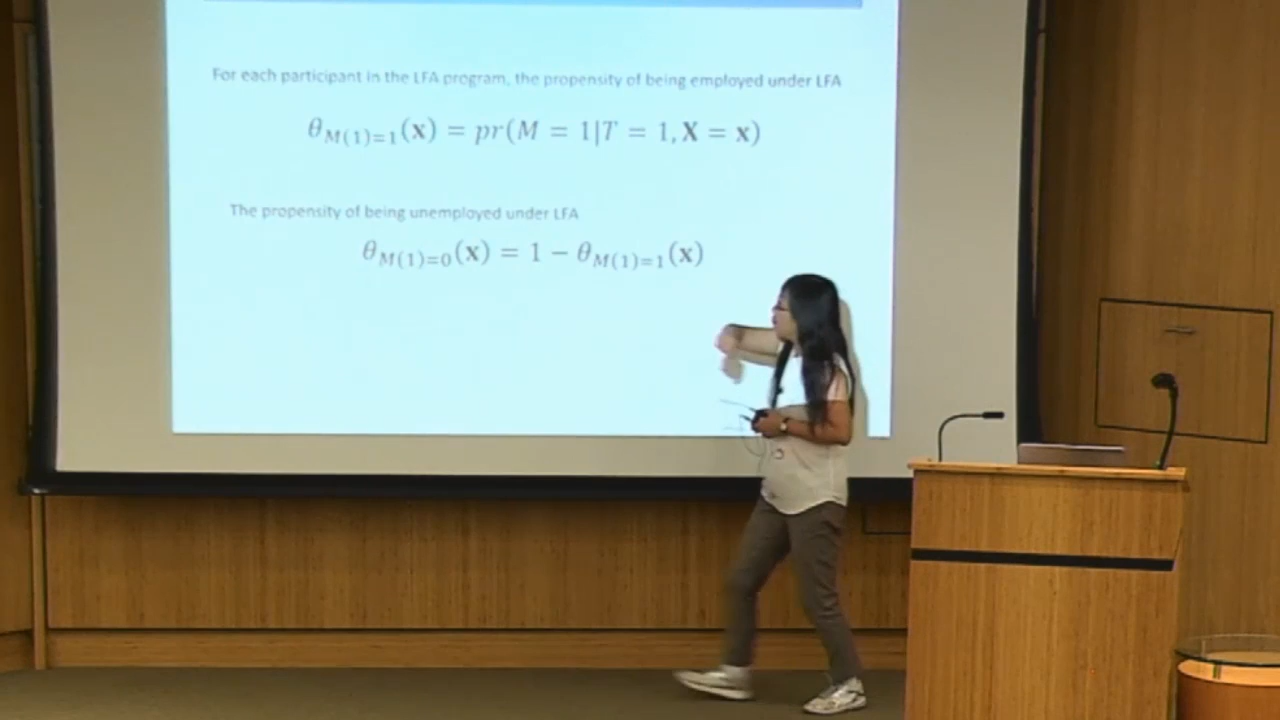 For each participant in the LFA program, the propensity of being employed under LFA
θ_{M(1)=1}(𝐱) = pr(M = 1|T = 1, 𝐗 = 𝐱)
The propensity of being unemployed under LFA
θ_{M(1)=0}(𝐱) = 1 − θ_{M(1)=1}(𝐱)